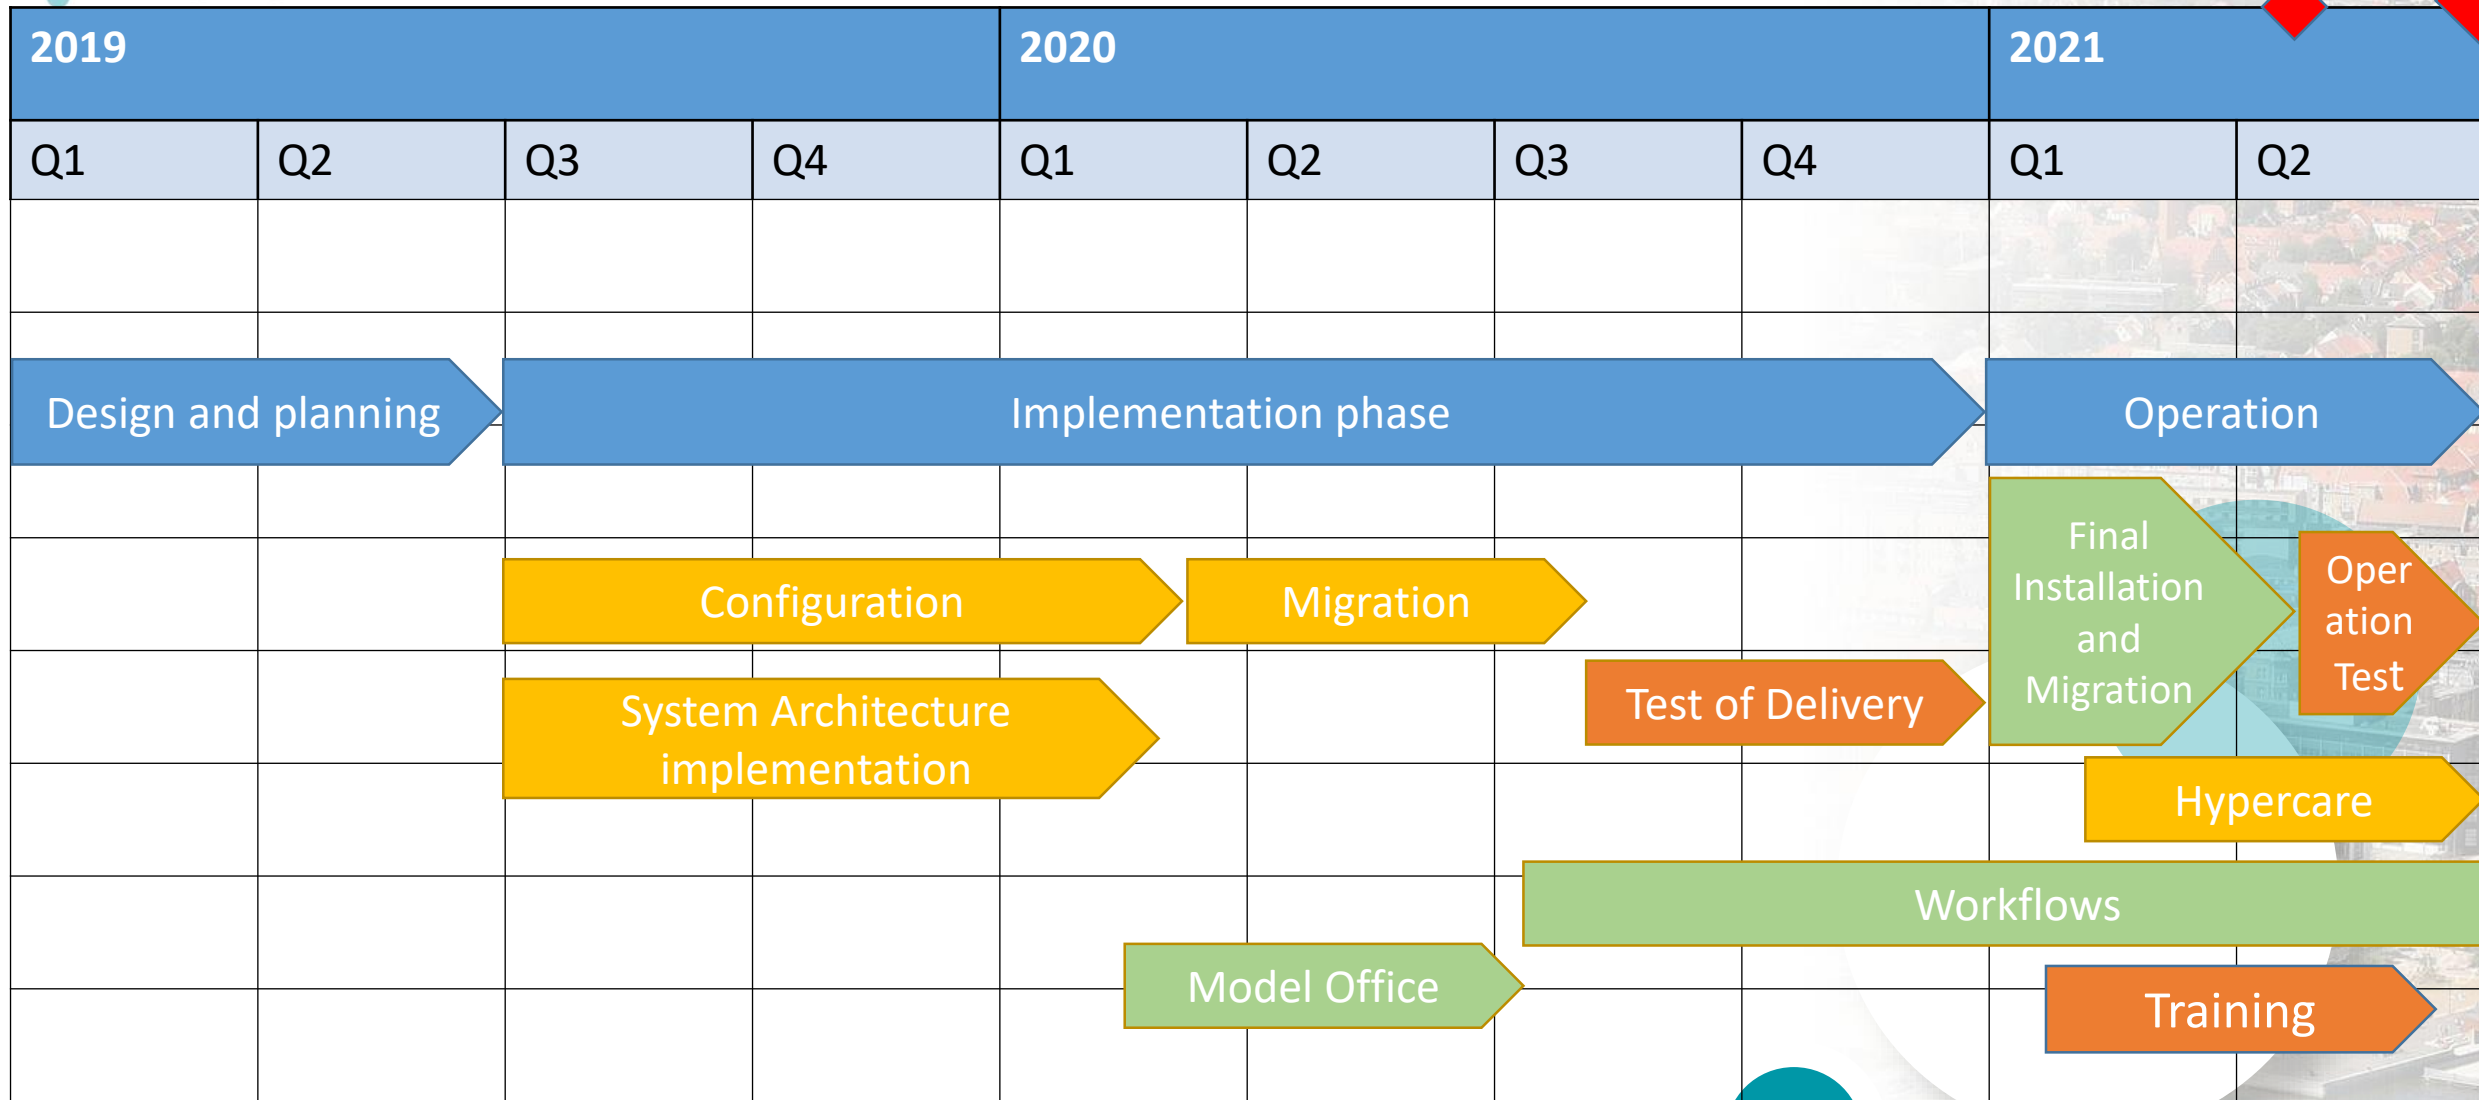 2019 2020 2021
Q1 Q2 Q3 Q4 Q1 Q2 Q3 Q4 Q1 Q2
Design and planning
Implementation phase
Operation
Final
Installation
and
Migration
Oper
ation
Test
Configuration
Migration
Test of Delivery
System Architecture
implementation
Hypercare
Workflows
Model Office
Training